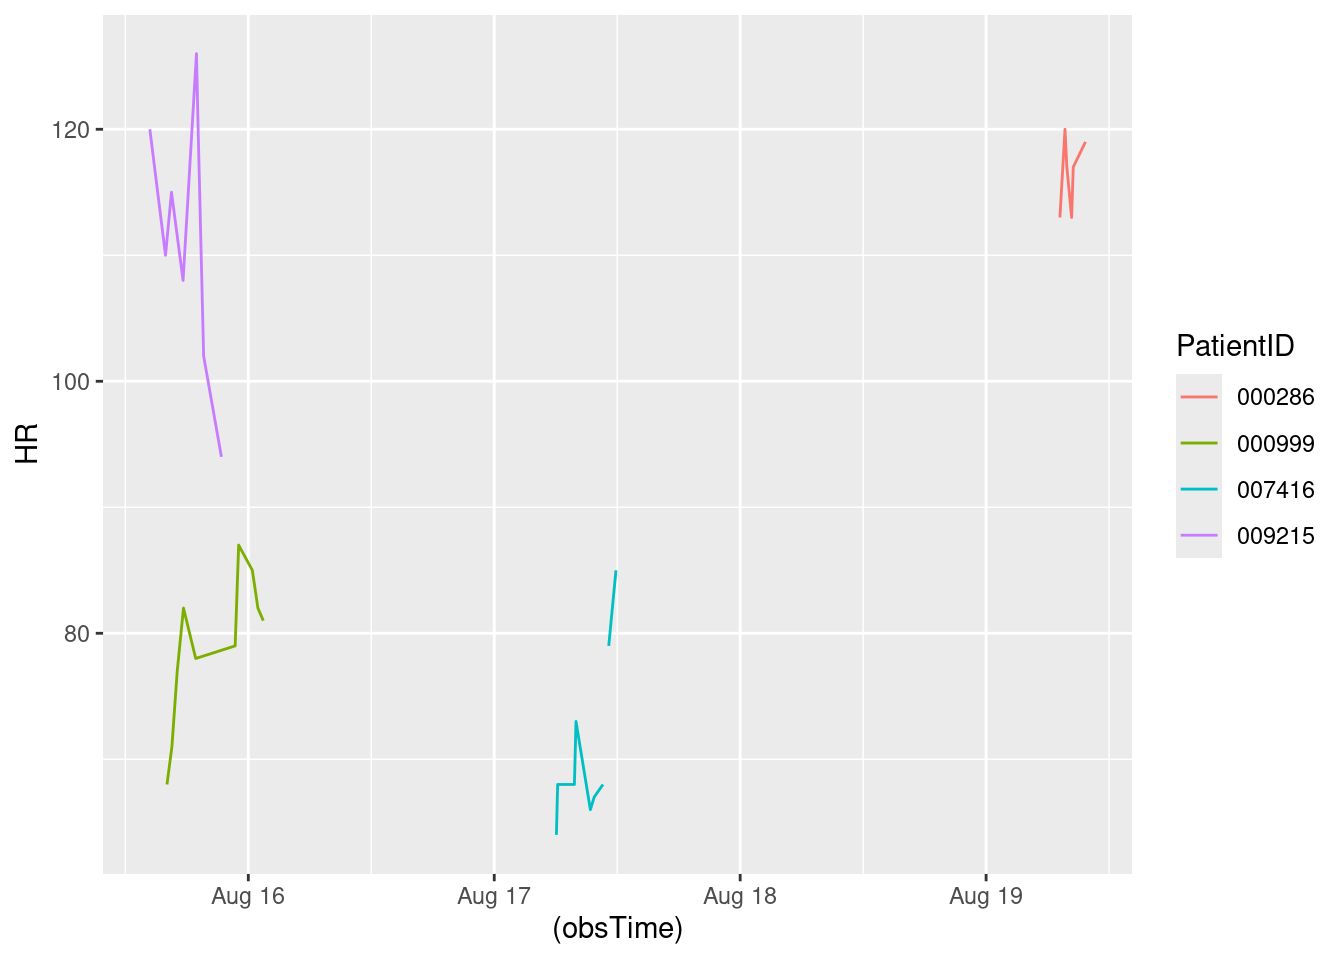 120
100
80
HR
Aug 16
Aug 17
Aug 18
Aug 19
(obsTime)
PatientID
000286
000999
007416
009215